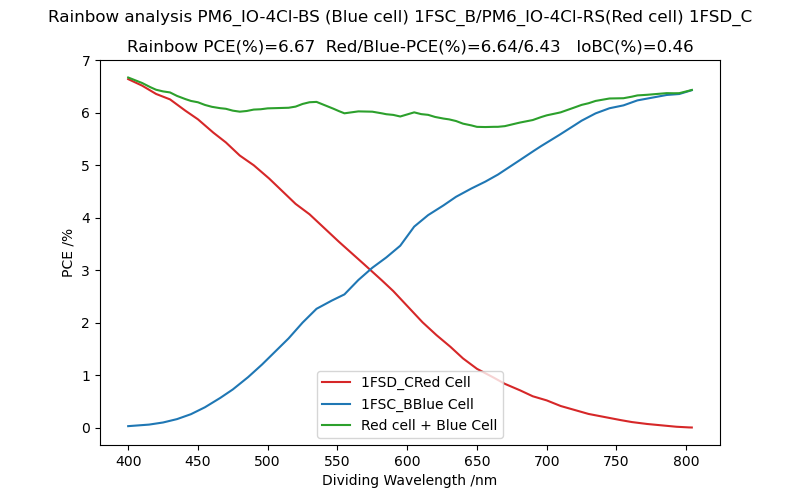 Rainbow analysis PM6_IO-4Cl-BS (Blue cell) 1FSC_B/PM6_IO-4Cl-RS(Red cell) 1FSD_C
Rainbow PCE(%)=6.67  Red/Blue-PCE(%)=6.64/6.43   IoBC(%)=0.46
7
6
5
4
3
2
1
0
PCE /%
1FSD_CRed Cell
1FSC_BBlue Cell
Red cell + Blue Cell
400 450 500 550 600 650 700 750 800
Dividing Wavelength /nm